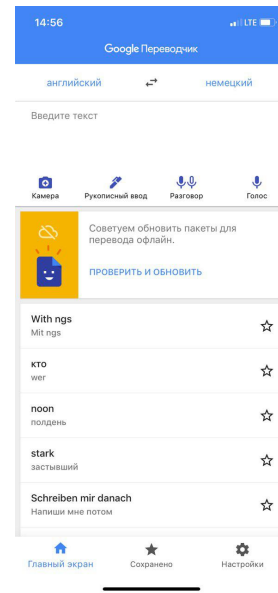 14:56
LTE
Google Переводчик
английский
немецкий
Введите текст
Камера
Рукописный ввод
Разговор
Голос
Советуем обновить пакеты для
перевода офлайн.
ПРОВЕРИТЬ И ОБНОВИТЬ
With ngs
Mit ngs
кто
wer
noon
полдень
stark
застывший
Schreiben mir danach
Напиши мне потом
Главный экран
Сохранено
Настройки